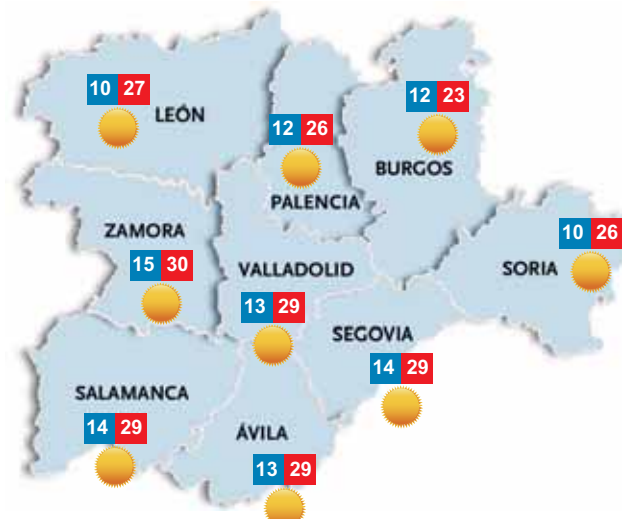 10 27
LEÓN
12 26
PALENCIA
12 23
BURGOS
ZAMORA
15 30
VALLADOLID
13 29
10 26
SORIA
SEGOVIA
14 29
SALAMANCA
14 29
ÁVILA
13 29